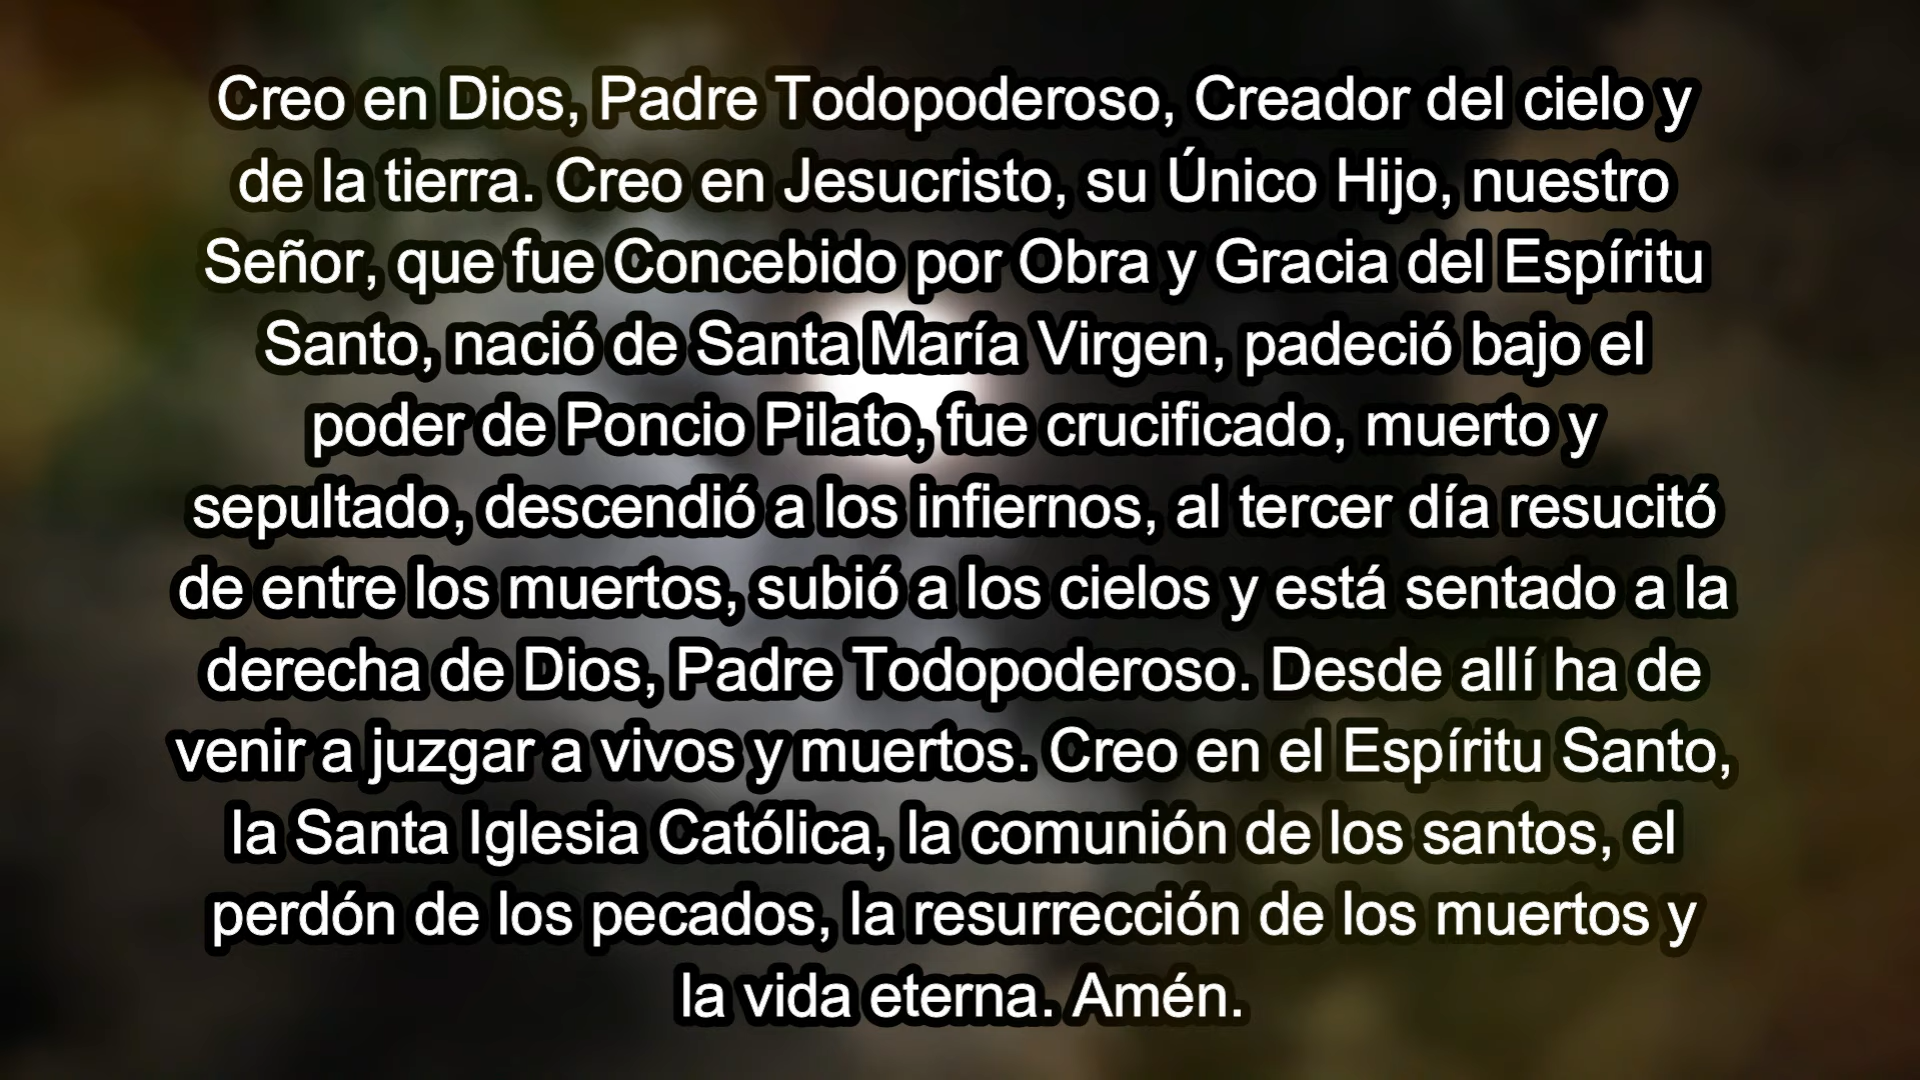 Creo en Dios, Padre Todopoderoso, Creador del cielo y
de la tierra. Creo en Jesucristo, su Único Hijo, nuestro
Señor, que fue Concebido por Obra y Gracia del Espíritu
Santo, nació de Santa María Virgen, padeció bajo el
poder de Poncio Pilato, fue crucificado, muerto y
sepultado, descendió a los infiernos, al tercer día resucitó
de entre los muertos, subió a los cielos y está sentado a la
derecha de Dios, Padre Todopoderoso. Desde allí ha de
venir a juzgar a vivos y muertos. Creo en el Espíritu Santo,
la Santa Iglesia Católica, la comunión de los santos, el
perdón de los pecados, la resurrección de los muertos y
la vida eterna. Amén.